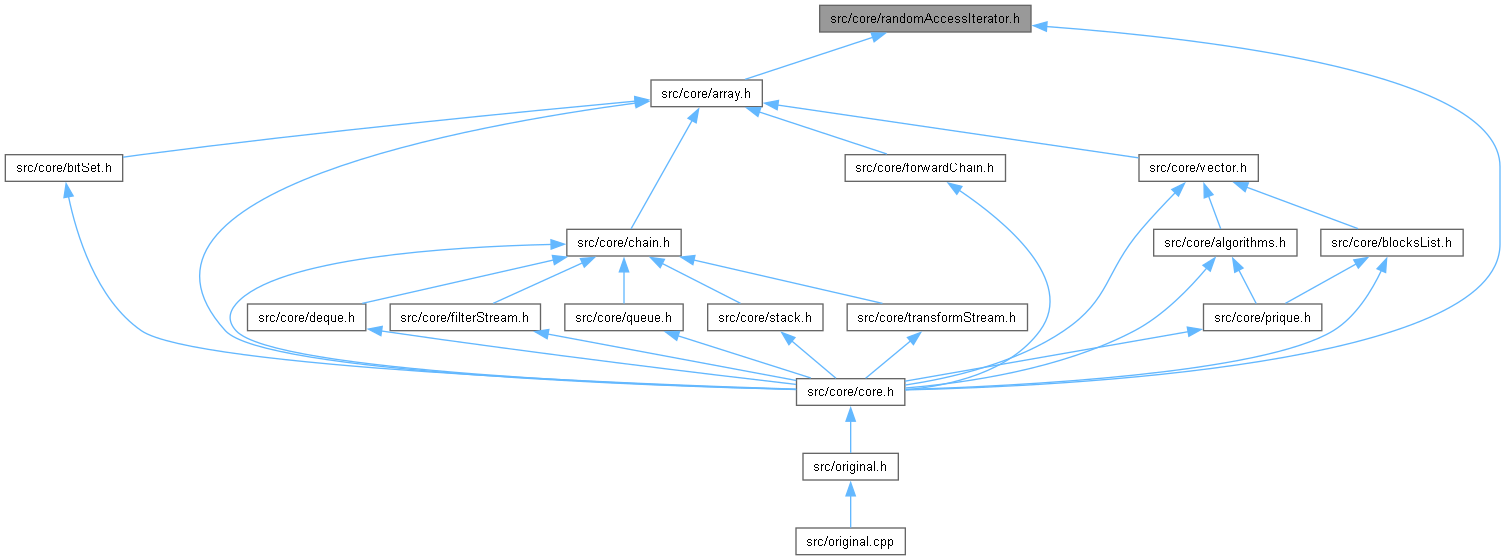 src/core/randomAccessIterator.h
src/core/array.h
src/core/bitSet.h
src/core/forwardChain.h
src/core/vector.h
src/core/chain.h
src/core/algorithms.h
src/core/blocksList.h
src/core/deque.h
src/core/filterStream.h
src/core/queue.h
src/core/stack.h
src/core/transformStream.h
src/core/prique.h
src/core/core.h
src/original.h
src/original.cpp